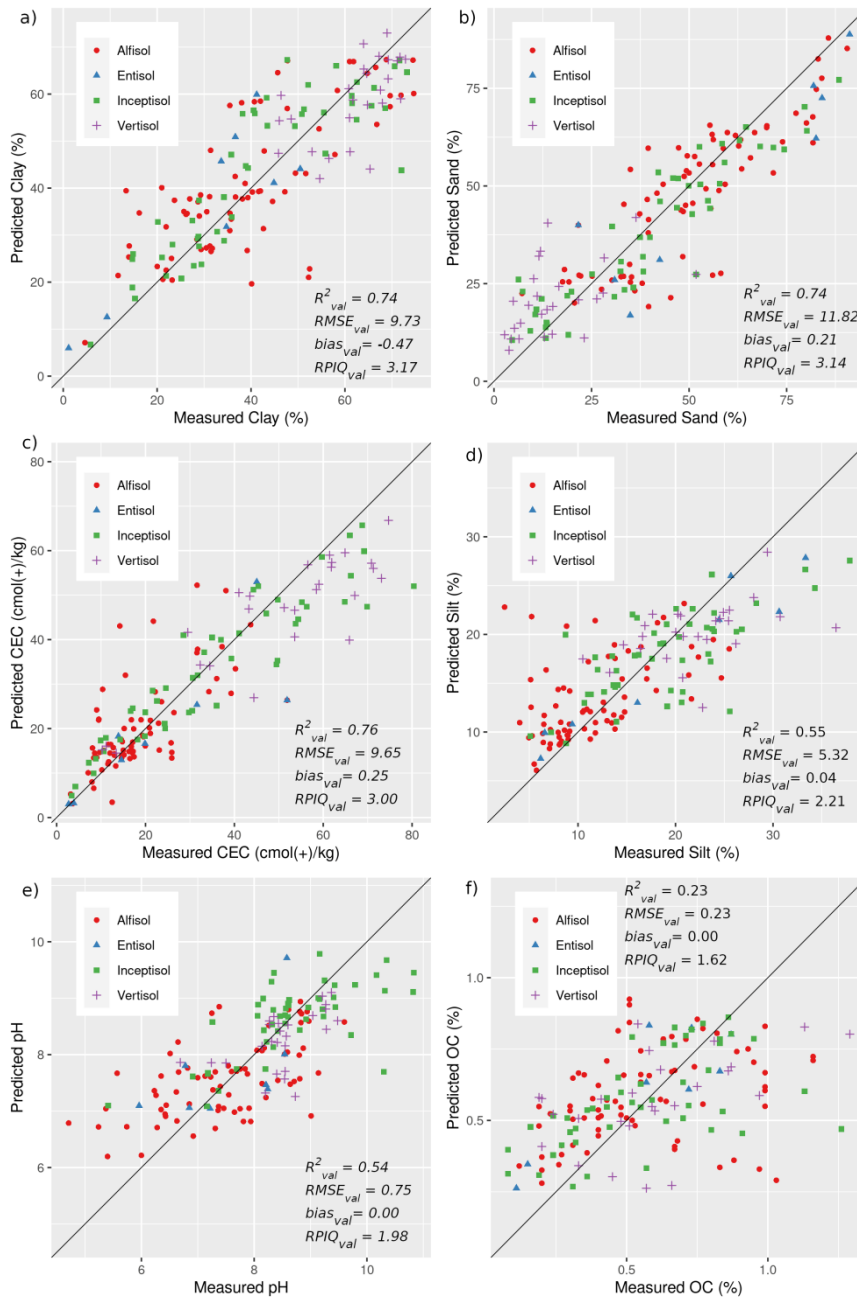 a)
Alfisol
Entisol
Inceptisol
Vertisol
R²val = 0.74
RMSEval = 9.73
biasval = -0.47
RPIQval = 3.17
60
40
20
0
0 20 40 60
Predicted Clay (%)
Measured Clay (%)
b)
Alfisol
Entisol
Inceptisol
Vertisol
R²val = 0.74
RMSEval = 11.82
biasval = 0.21
RPIQval = 3.14
75
50
25
0
0 25 50 75
Predicted Sand (%)
Measured Sand (%)
c)
Alfisol
Entisol
Inceptisol
Vertisol
R²val = 0.76
RMSEval = 9.65
biasval = 0.25
RPIQval = 3.00
80
60
40
20
0
0 20 40 60 80
Predicted CEC (cmol(+)/kg)
Measured CEC (cmol(+)/kg)
d)
Alfisol
Entisol
Inceptisol
Vertisol
R²val = 0.55
RMSEval = 5.32
biasval = 0.04
RPIQval = 2.21
30
20
10
10 20 30
Predicted Silt (%)
Measured Silt (%)
e)
Alfisol
Entisol
Inceptisol
Vertisol
R²val = 0.54
RMSEval = 0.75
biasval = 0.00
RPIQval = 1.98
10
8
6
6 8 10
Predicted pH
Measured pH
f)
R²val = 0.23
RMSEval = 0.23
biasval= 0.00
RPIQval = 1.62
Alfisol
Entisol
Inceptisol
Vertisol
1.0
0.5
0.5 1.0
Predicted OC (%)
Measured OC (%)